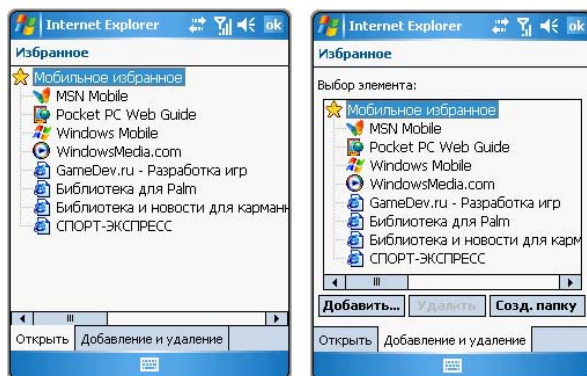 Internet Explorer ok
Избранное
Мобильное избранное
MSN Mobile
Pocket PC Web Guide
Windows Mobile
WindowsMedia.com
GameDev.ru - Разработка игр
Библиотека для Palm
Библиотека и новости для карманн
СПОРТ-ЭКСПРЕСС
Открыть Добавление и удаление
Internet Explorer ok
Избранное
Выбор элемента:
Мобильное избранное
MSN Mobile
Pocket PC Web Guide
Windows Mobile
WindowsMedia.com
GameDev.ru - Разработка игр
Библиотека для Palm
Библиотека и новости для карм
СПОРТ-ЭКСПРЕСС
Добавить... Удалить Созд. папку
Открыть Добавление и удаление